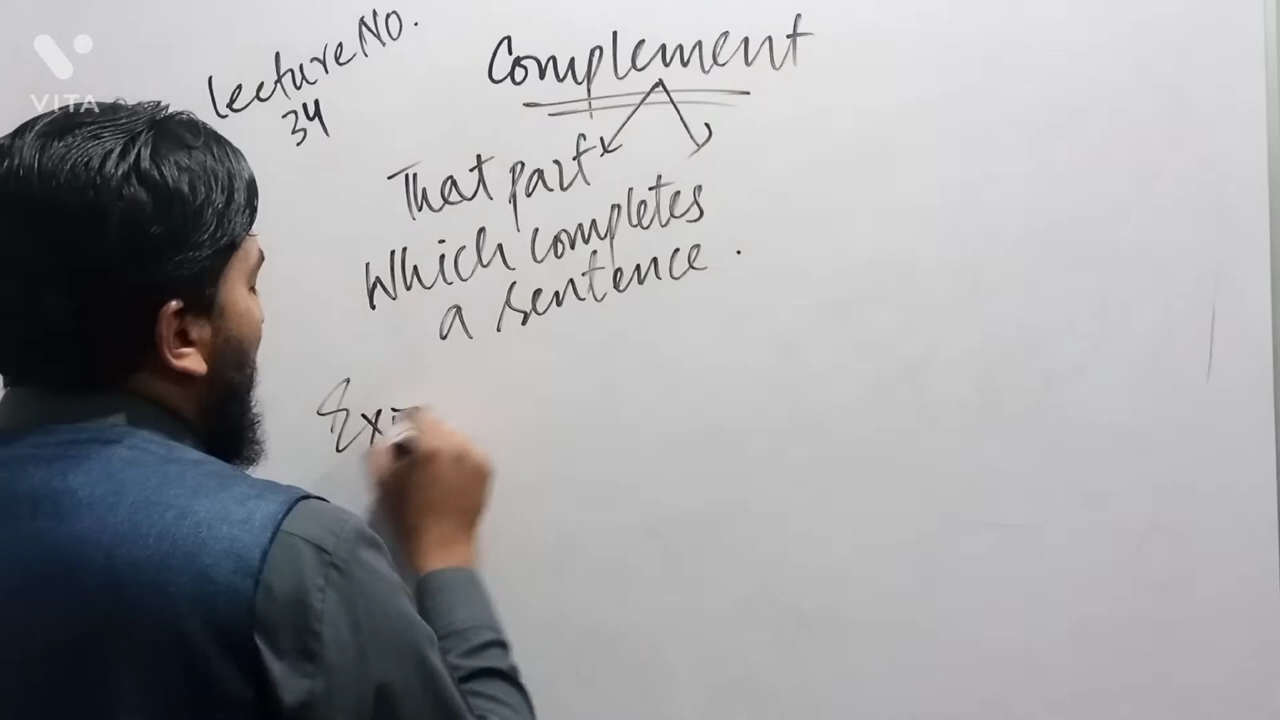 VITA
Lecture No.
34
Complement
That part
Which completes
a sentence.
Ex